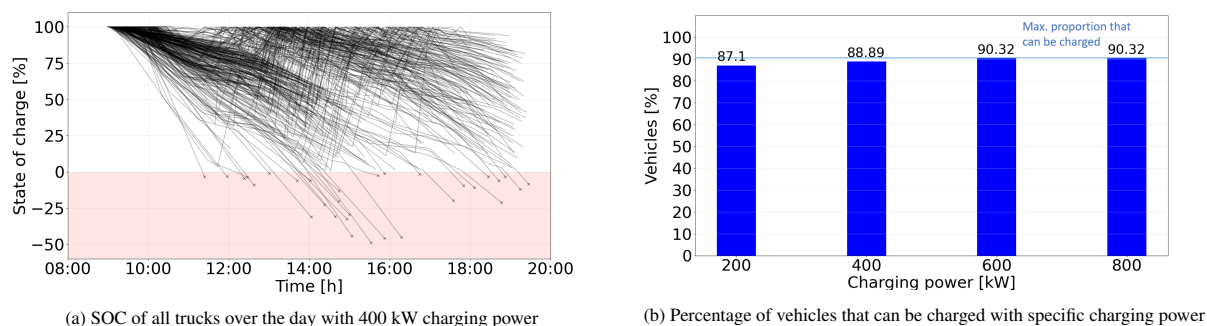 State of charge [%]
100
75
50
25
0
−25
−50
08:00 10:00 12:00 14:00 16:00 18:00 20:00
Time [h]
(a) SOC of all trucks over the day with 400 kW charging power
Vehicles [%]
100
90
80
70
60
50
40
30
20
10
0
Max. proportion that
can be charged
87.1 88.89 90.32 90.32
200 400 600 800
Charging power [kW]
(b) Percentage of vehicles that can be charged with specific charging power